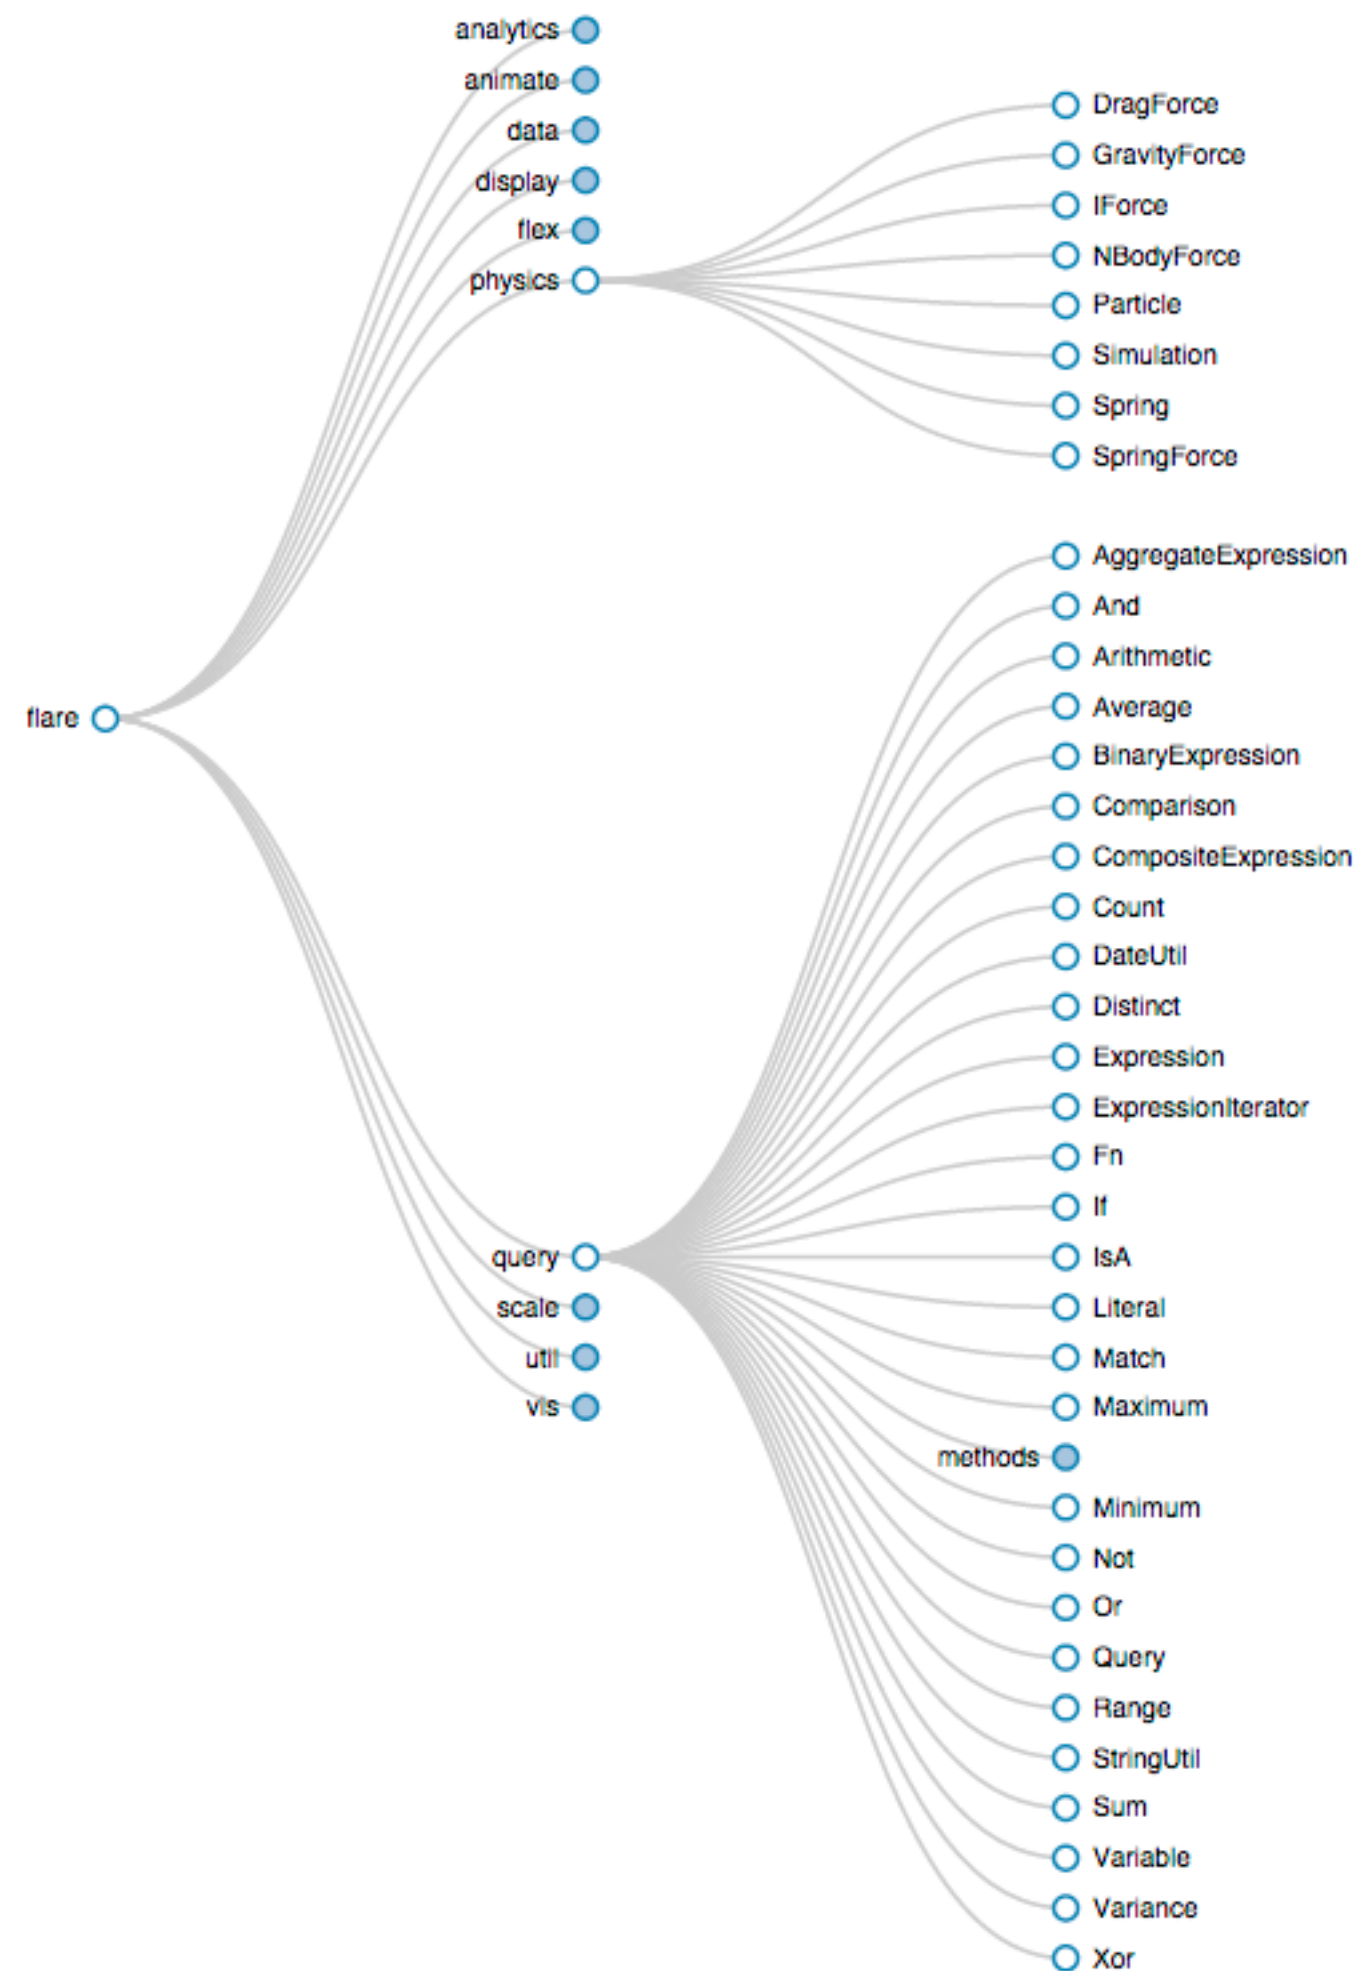 analytics
animate
data
display
flex
physics
DragForce
GravityForce
IForce
NBodyForce
Particle
Simulation
Spring
SpringForce
flare
AggregateExpression
And
Arithmetic
Average
BinaryExpression
Comparison
CompositeExpression
Count
DateUtil
Distinct
Expression
ExpressionIterator
Fn
If
IsA
Literal
Match
Maximum
methods
Minimum
Not
Or
Query
Range
StringUtil
Sum
Variable
Variance
Xor
query
scale
util
vis